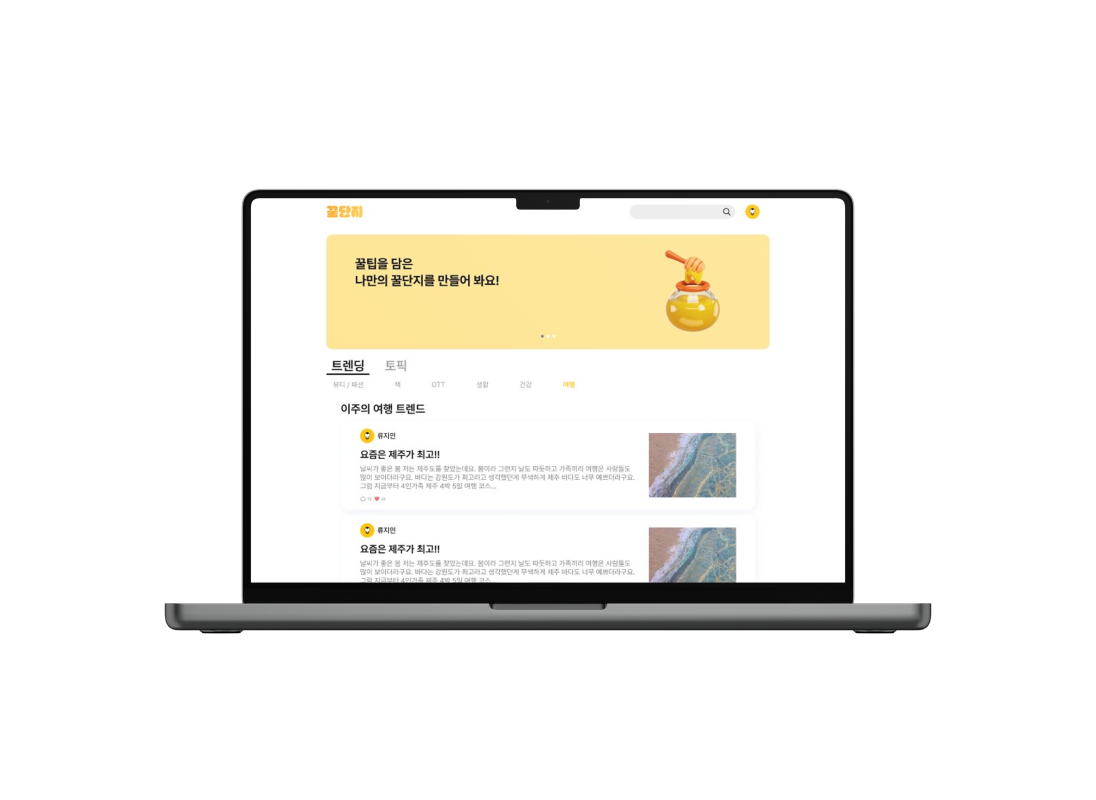 꿀단지
꿀팁을 담은
나만의 꿀단지를 만들어 봐요!
트렌딩 토픽
뷰티 / 패션 책 OTT 생활 건강 여행
이주의 여행 트렌드
류지민
요즘은 제주가 최고!!
날씨가 좋은 봄 저는 제주도를 찾았는데요. 봄이라 그런지 날도 따듯하고 가족끼리 여행온 사람들도
많이 보이더라구요. 바다는 강원도가 최고라고 생각했던게 무색하게 제주 바다도 너무 예쁘더라구요.
그럼 지금부터 4인가족 제주 4박 5일 여행 코스...
류지민
요즘은 제주가 최고!!
날씨가 좋은 봄 저는 제주도를 찾았는데요. 봄이라 그런지 날도 따듯하고 가족끼리 여행온 사람들도
많이 보이더라구요. 바다는 강원도가 최고라고 생각했던게 무색하게 제주 바다도 너무 예쁘더라구요.
그럼 지금부터 4인가족 제주 4박 5일 여행 코스...